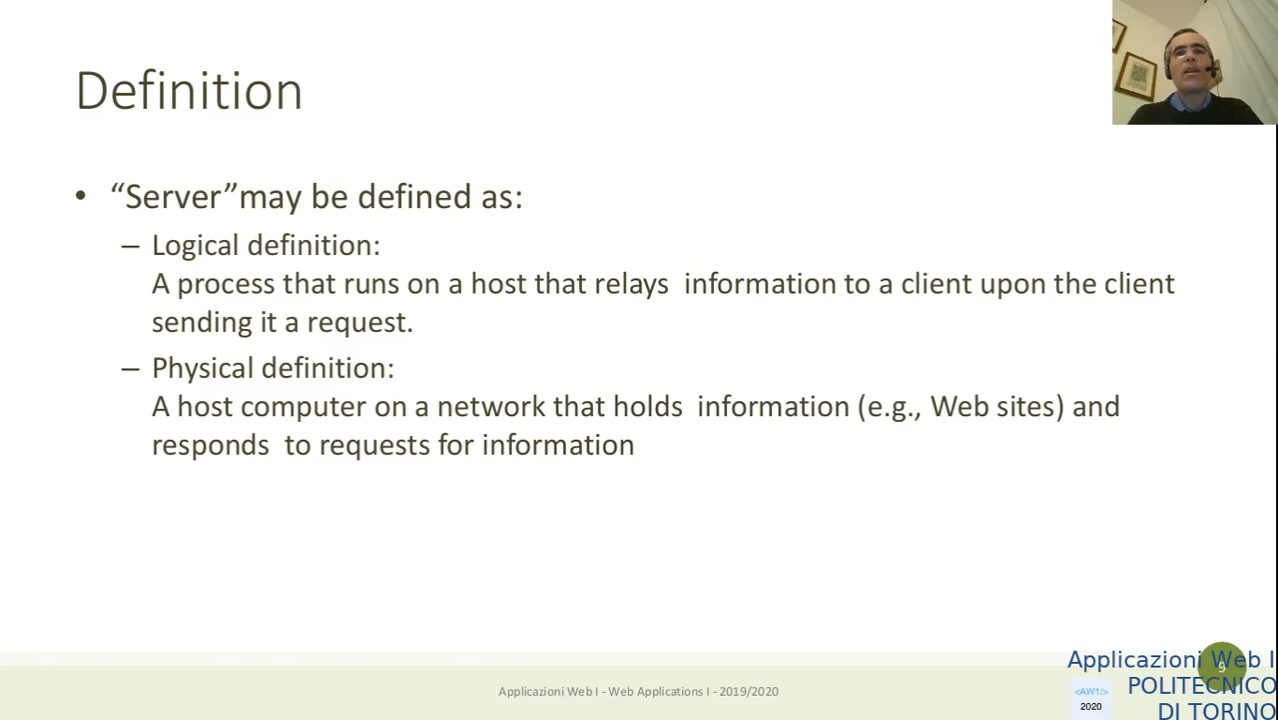 Definition
• “Server”may be defined as:
– Logical definition:
A process that runs on a host that relays  information to a client upon the client
sending it a request.
– Physical definition:
A host computer on a network that holds  information (e.g., Web sites) and
responds  to requests for information
Applicazioni Web I - Web Applications I - 2019/2020
9
Applicazioni Web I
POLITECNICO
DI TORINO
<AW1/>
2020